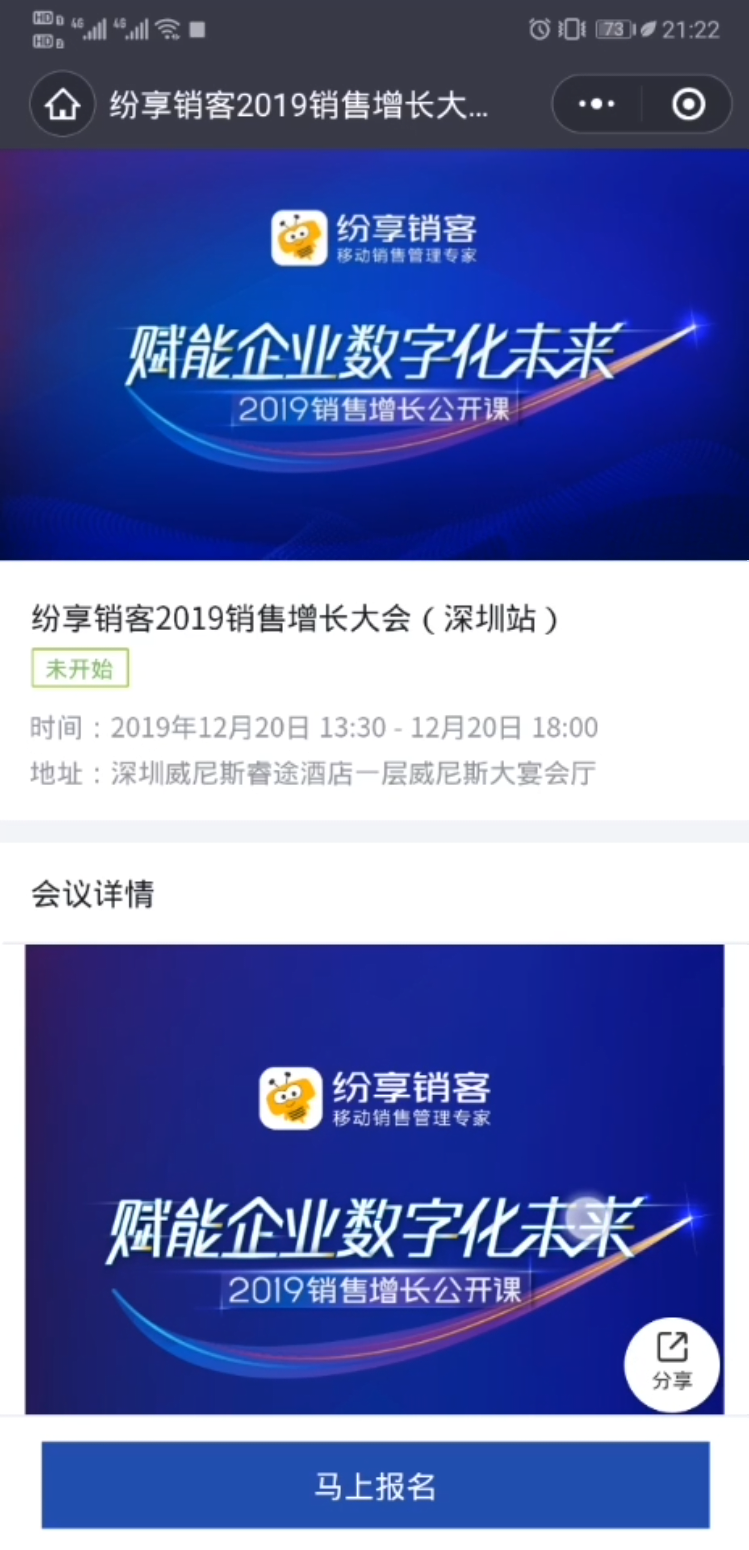 HD 1 4G 4G 73 21:22
HD 2
纷享销客2019销售增长大...
纷享销客
移动销售管理专家
赋能企业数字化未来
2019销售增长公开课
纷享销客2019销售增长大会（深圳站）
未开始
时间：2019年12月20日 13:30 - 12月20日 18:00
地址：深圳威尼斯睿途酒店一层威尼斯大宴会厅
会议详情
纷享销客
移动销售管理专家
赋能企业数字化未来
2019销售增长公开课
分享
马上报名